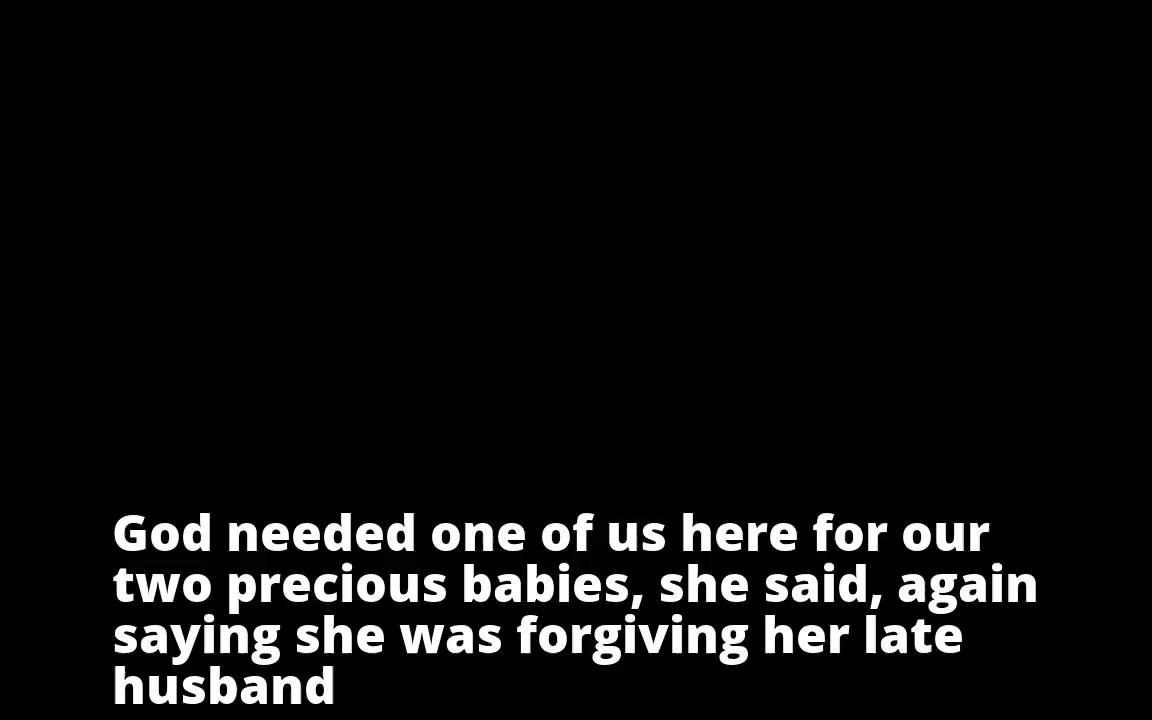 God needed one of us here for our
two precious babies, she said, again
saying she was forgiving her late
husband